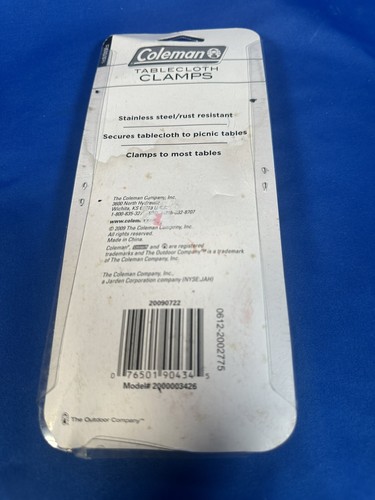 Coleman
TABLECLOTH
CLAMPS
Stainless steel/rust resistant
Secures tablecloth to picnic tables
Clamps to most tables
The Coleman Company, Inc.
3600 North
Wichita, KS
www.colem
© 2009 The Coleman Company, Inc.
All rights reserved.
Made in China
Coleman®, Coleman and are registered
trademarks and The Outdoor Company™ is a trademark
of The Coleman Company, Inc.
The Coleman Company, Inc.,
a Jarden Corporation company (NYSE:JAH)
20090722
0612-2002775
0 76501 90434 5
Model# 2000003426
The Outdoor Company™